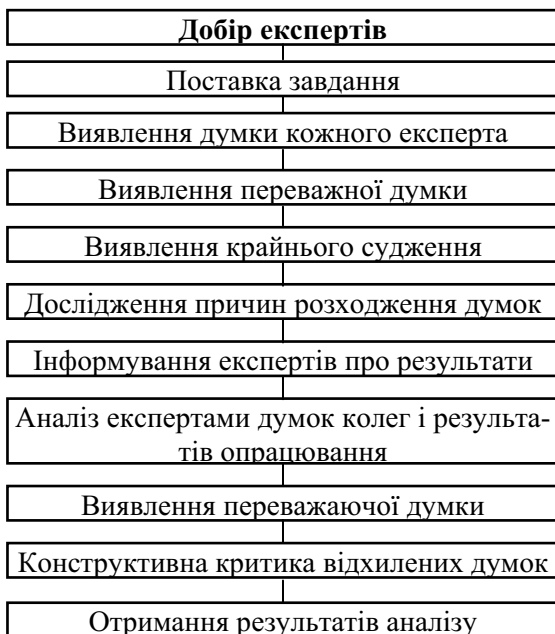 Добір експертів
Поставка завдання
Виявлення думки кожного експерта
Виявлення переважної думки
Виявлення крайнього судження
Дослідження причин розходження думок
Інформування експертів про результати
Аналіз експертами думок колег і результа-
тів опрацювання
Виявлення переважаючої думки
Конструктивна критика відхилених думок
Отримання результатів аналізу